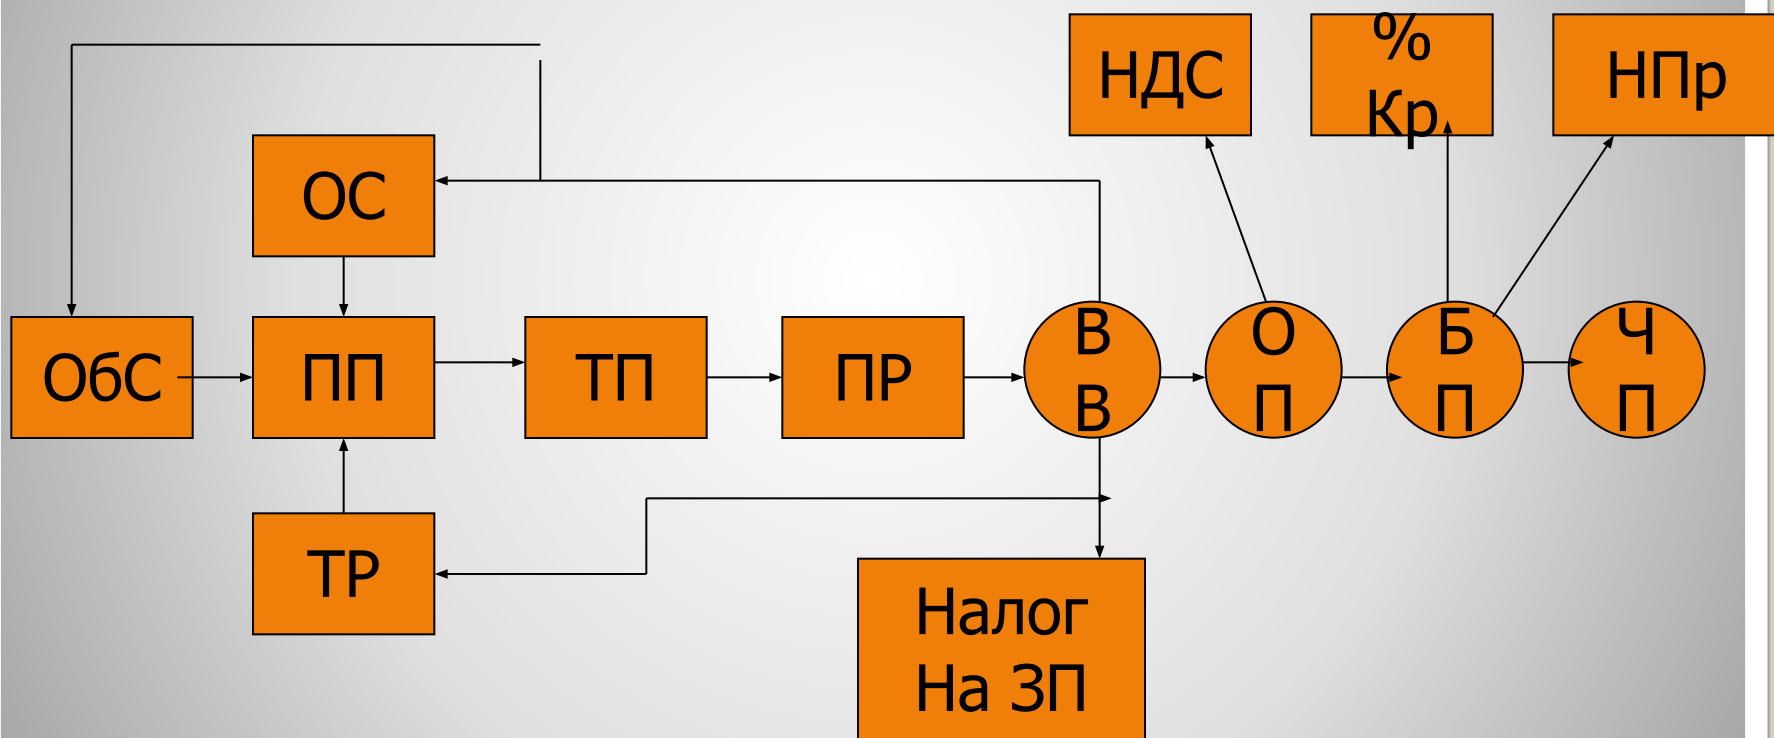 НДС
%
Кр
НПр
ОС
ОбС
ПП
ТП
ПР
В
В
О
П
Б
П
Ч
П
ТР
Налог
На ЗП